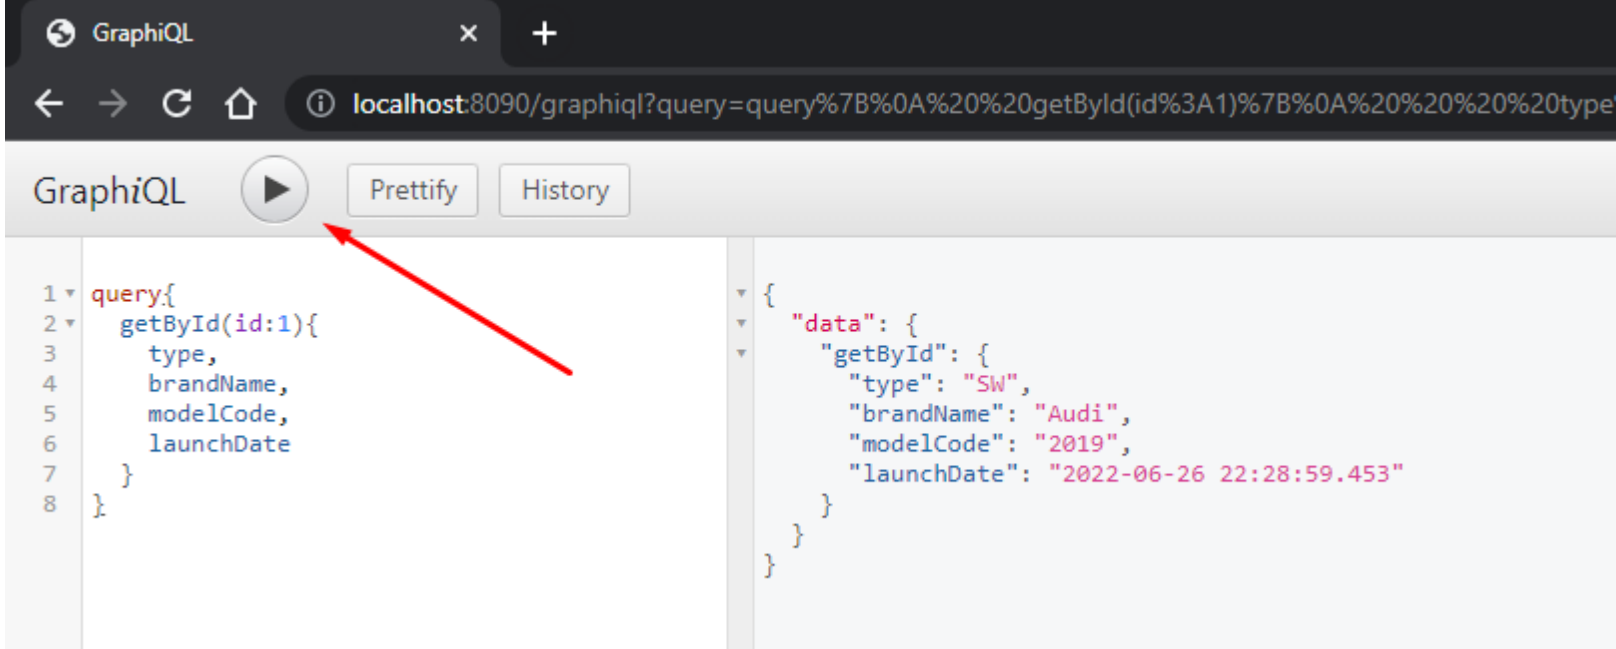 GraphiQL
localhost:8090/graphiql?query=query%7B%0A%20%20getById(id%3A1)%7B%0A%20%20%20%20type
GraphiQL
Prettify
History
1 query{
2 getById(id:1){
3 type,
4 brandName,
5 modelCode,
6 launchDate
7 }
8 }
{
"data": {
"getById": {
"type": "SW",
"brandName": "Audi",
"modelCode": "2019",
"launchDate": "2022-06-26 22:28:59.453"
}
}
}